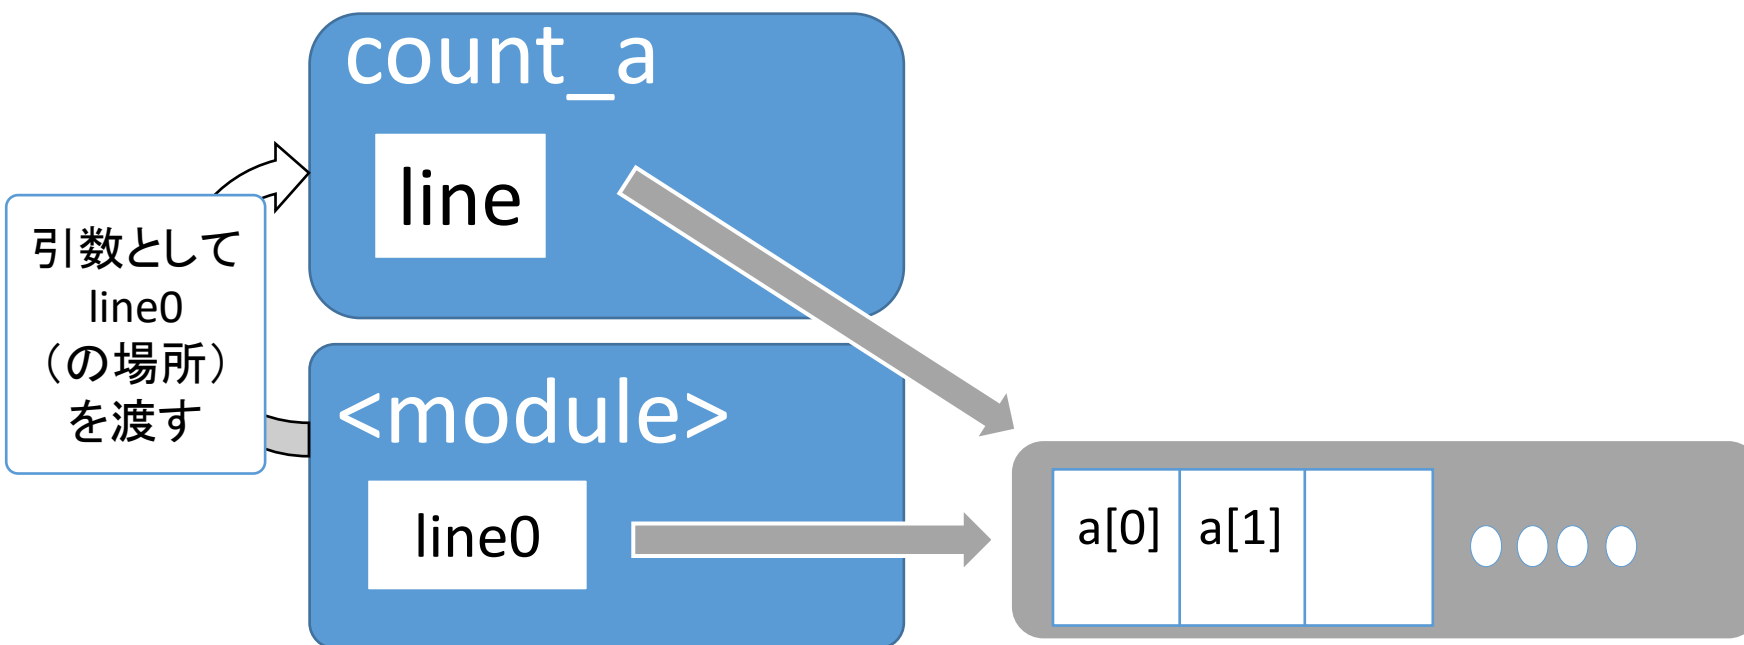 count_a
line
引数として
line0
（の場所）
を渡す
<module>
line0
a[0]
a[1]